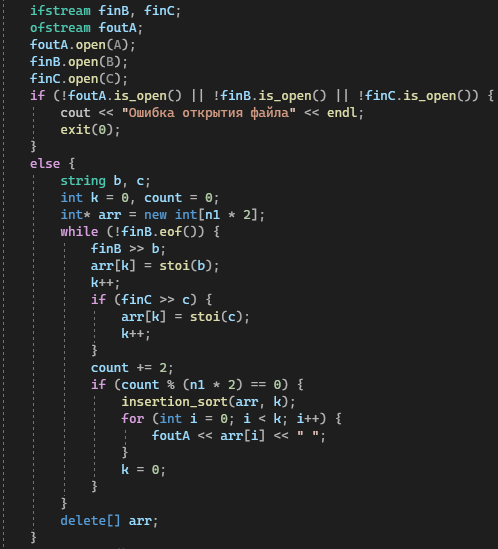 ifstream finB, finC;
ofstream foutA;
foutA.open(A);
finB.open(B);
finC.open(C);
if (!foutA.is_open() || !finB.is_open() || !finC.is_open()) {
cout << "Ошибка открытия файла" << endl;
exit(0);
}
else {
string b, c;
int k = 0, count = 0;
int* arr = new int[n1 * 2];
while (!finB.eof()) {
finB >> b;
arr[k] = stoi(b);
k++;
if (finC >> c) {
arr[k] = stoi(c);
k++;
}
count += 2;
if (count % (n1 * 2) == 0) {
insertion_sort(arr, k);
for (int i = 0; i < k; i++) {
foutA << arr[i] << " ";
}
k = 0;
}
}
delete[] arr;
}